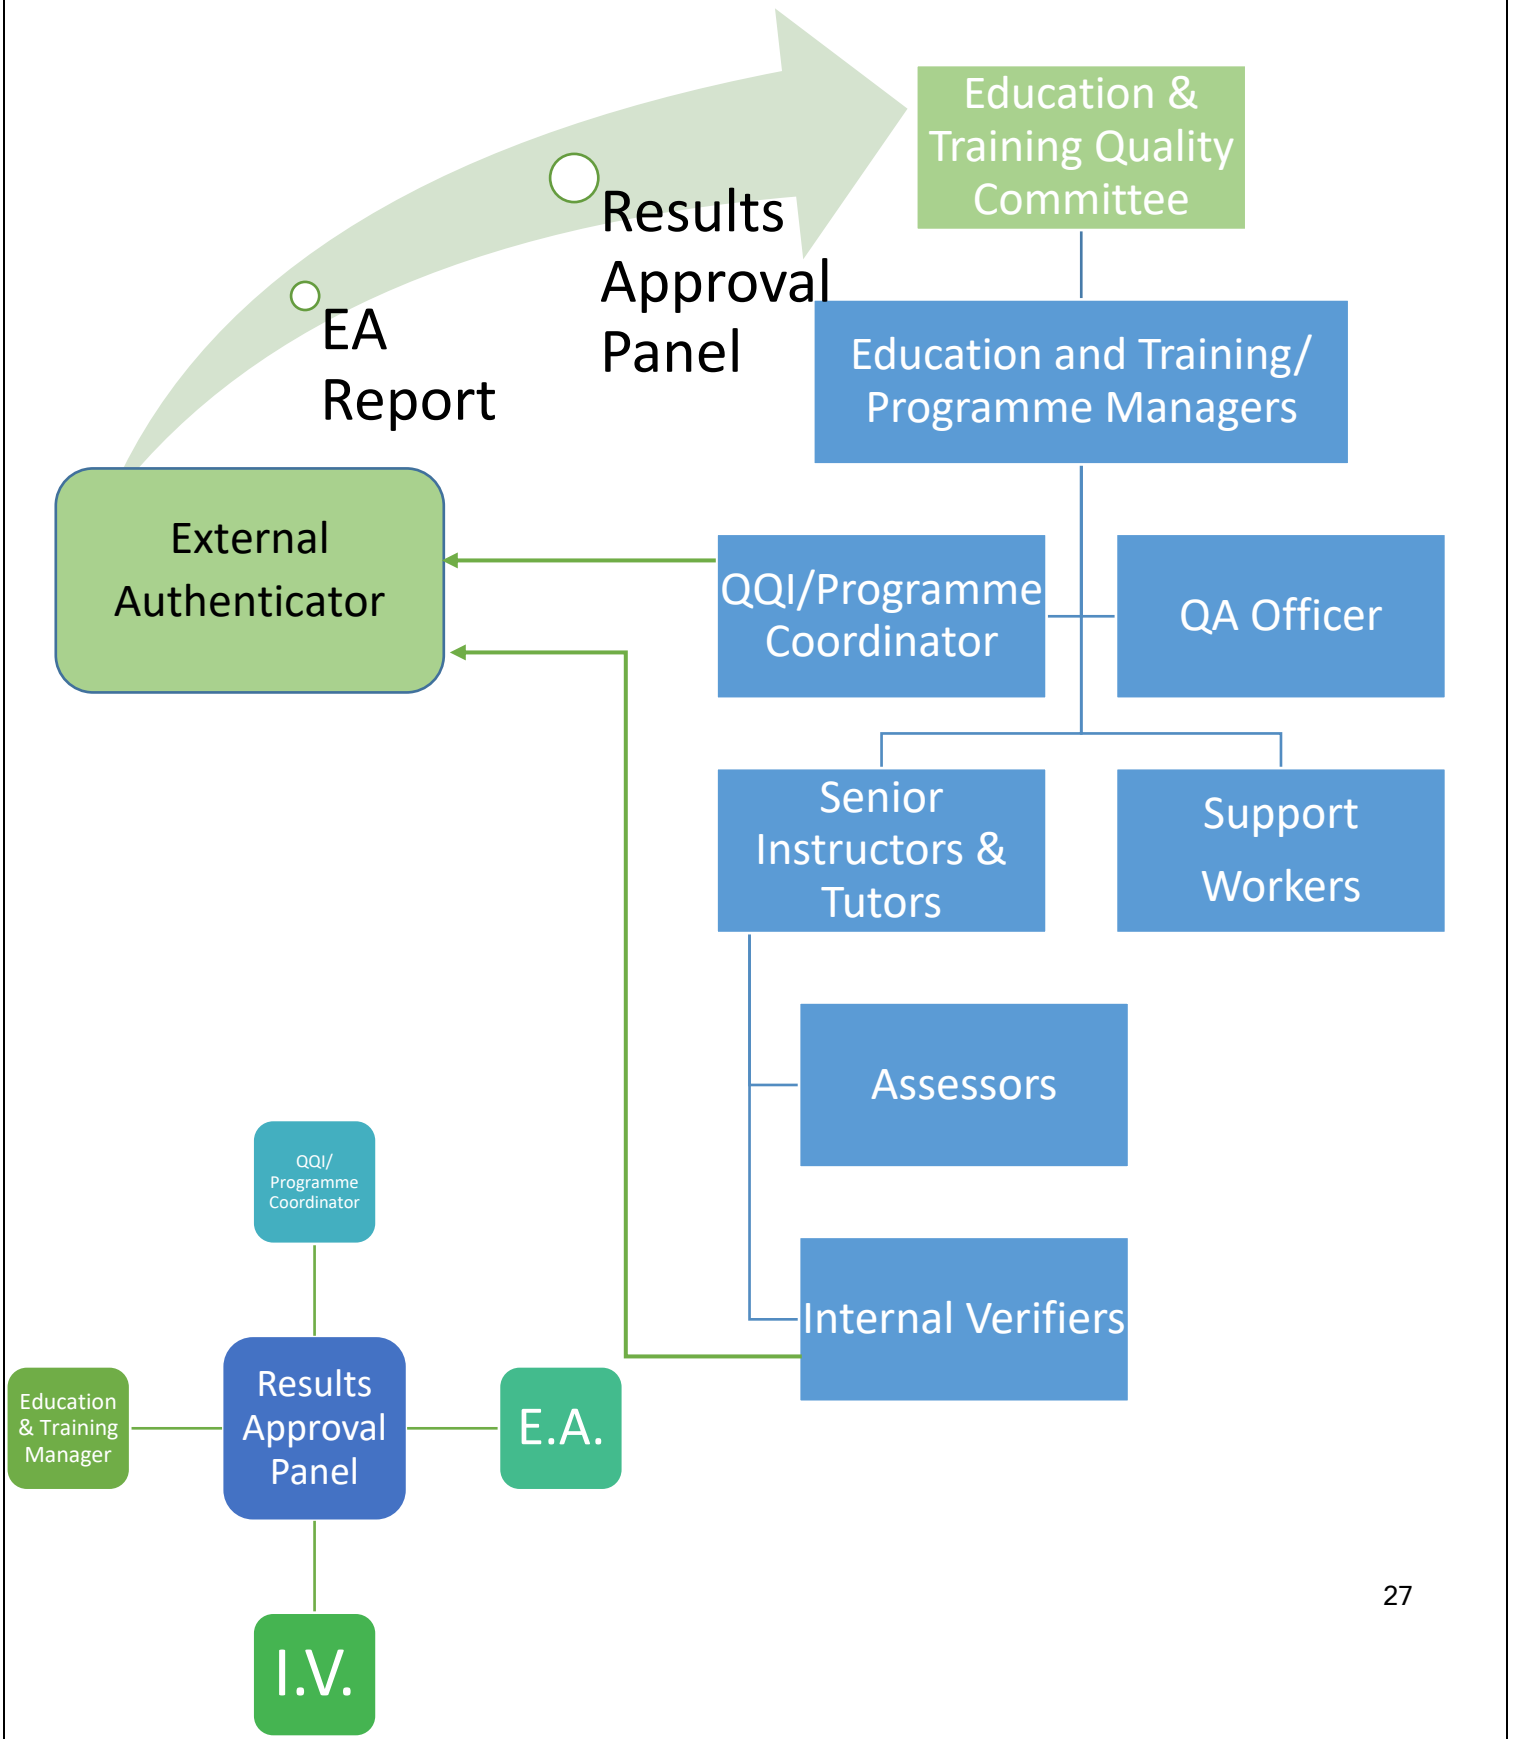 Education &
Training Quality
Committee
Results
Approval
Panel
EA
Report
Education and Training/
Programme Managers
External
Authenticator
QQI/Programme
Coordinator
QA Officer
Senior
Instructors &
Tutors
Support
Workers
Assessors
Internal Verifiers
QQI/
Programme
Coordinator
Education
& Training
Manager
Results
Approval
Panel
E.A.
I.V.
27